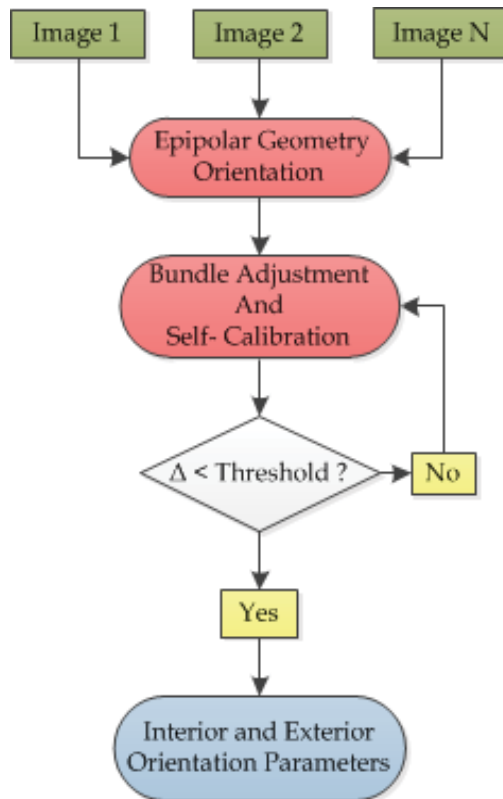 Image 1
Image 2
Image N
Epipolar Geometry
Orientation
Bundle Adjustment
And
Self- Calibration
Δ < Threshold ?
No
Yes
Interior and Exterior
Orientation Parameters